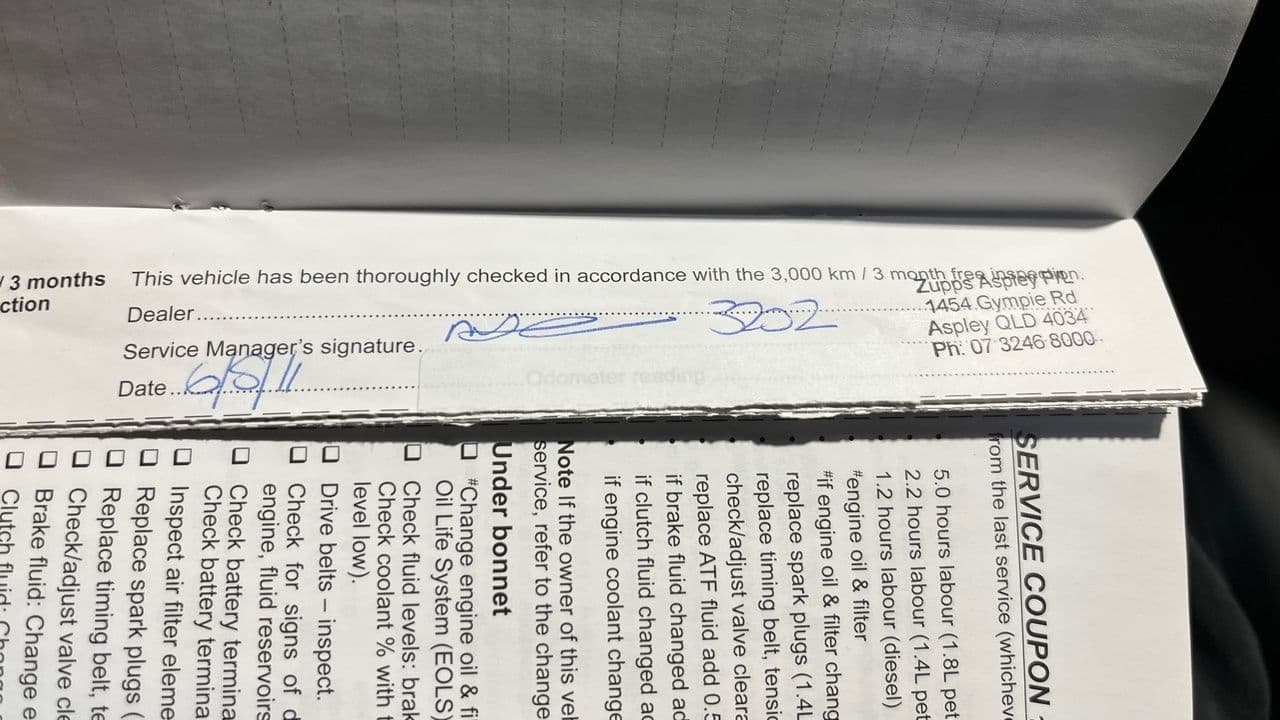 / 3 months
ction
This vehicle has been thoroughly checked in accordance with the 3,000 km / 3 month free inspection.
Dealer
Zupps Aspley P/L
1454 Gympie Rd
Aspley QLD 4034
Ph: 07 3246 8000
3202
Service Manager's signature
Date 6/5/11
Odometer reading
SERVICE COUPON
from the last service (whichev
• 5.0 hours labour (1.8L pet
• 2.2 hours labour (1.4L pet
1.2 hours labour (diesel)
• #engine oil & filter
• #if engine oil & filter chang
• replace spark plugs (1.4L
• replace timing belt, tensio
• check/adjust valve cleara
replace ATF fluid add 0.5
• if brake fluid changed ad
• if clutch fluid changed ad
• if engine coolant change
Note If the owner of this veh
service, refer to the change
Under bonnet
❑ #Change engine oil & fi
Oil Life System (EOLS)
❑ Check fluid levels: brak
Check coolant % with t
level low).
❑ Drive belts – inspect.
❑ Check for signs of d
engine, fluid reservoirs
❑ Check battery termina
Check battery termina
❑ Inspect air filter eleme
❑ Replace spark plugs (
❑ Replace timing belt, te
❑ Check/adjust valve cle
❑ Brake fluid: Change e
❑ Clutch fluid: Change